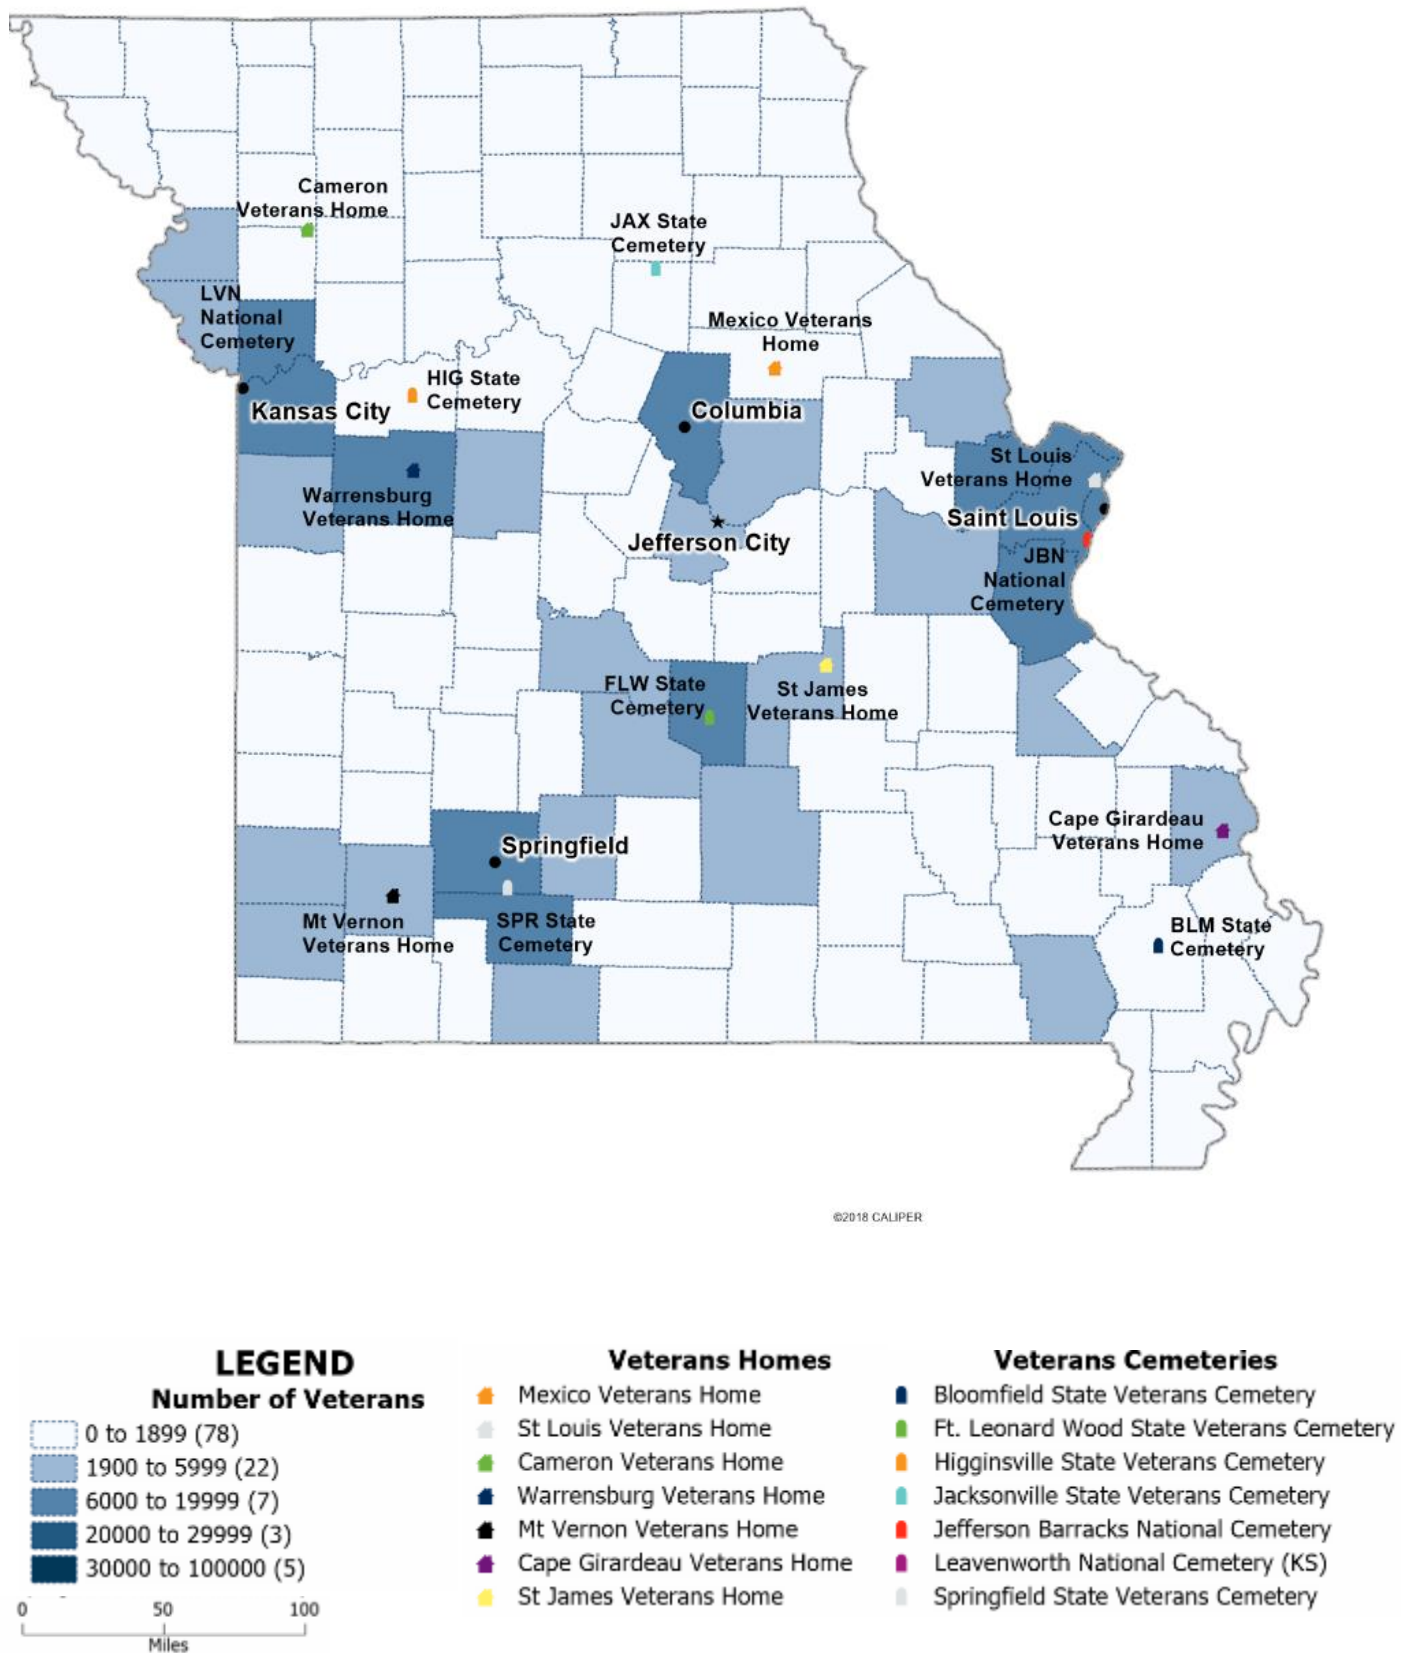 Cameron
Veterans Home
JAX State
Cemetery
LVN
National
Cemetery
Mexico Veterans
Home
HIG State
Cemetery
Kansas City
Columbia
St Louis
Veterans Home
Warrensburg
Veterans Home
Saint Louis
Jefferson City
JBN
National
Cemetery
FLW State
Cemetery
St James
Veterans Home
Cape Girardeau
Veterans Home
Springfield
Mt Vernon
Veterans Home
SPR State
Cemetery
BLM State
Cemetery
©2018 CALIPER
LEGEND
Number of Veterans
0 to 1899 (78)
1900 to 5999 (22)
6000 to 19999 (7)
20000 to 29999 (3)
30000 to 100000 (5)
0 50 100
Miles
Veterans Homes
Mexico Veterans Home
St Louis Veterans Home
Cameron Veterans Home
Warrensburg Veterans Home
Mt Vernon Veterans Home
Cape Girardeau Veterans Home
St James Veterans Home
Veterans Cemeteries
Bloomfield State Veterans Cemetery
Ft. Leonard Wood State Veterans Cemetery
Higginsville State Veterans Cemetery
Jacksonville State Veterans Cemetery
Jefferson Barracks National Cemetery
Leavenworth National Cemetery (KS)
Springfield State Veterans Cemetery